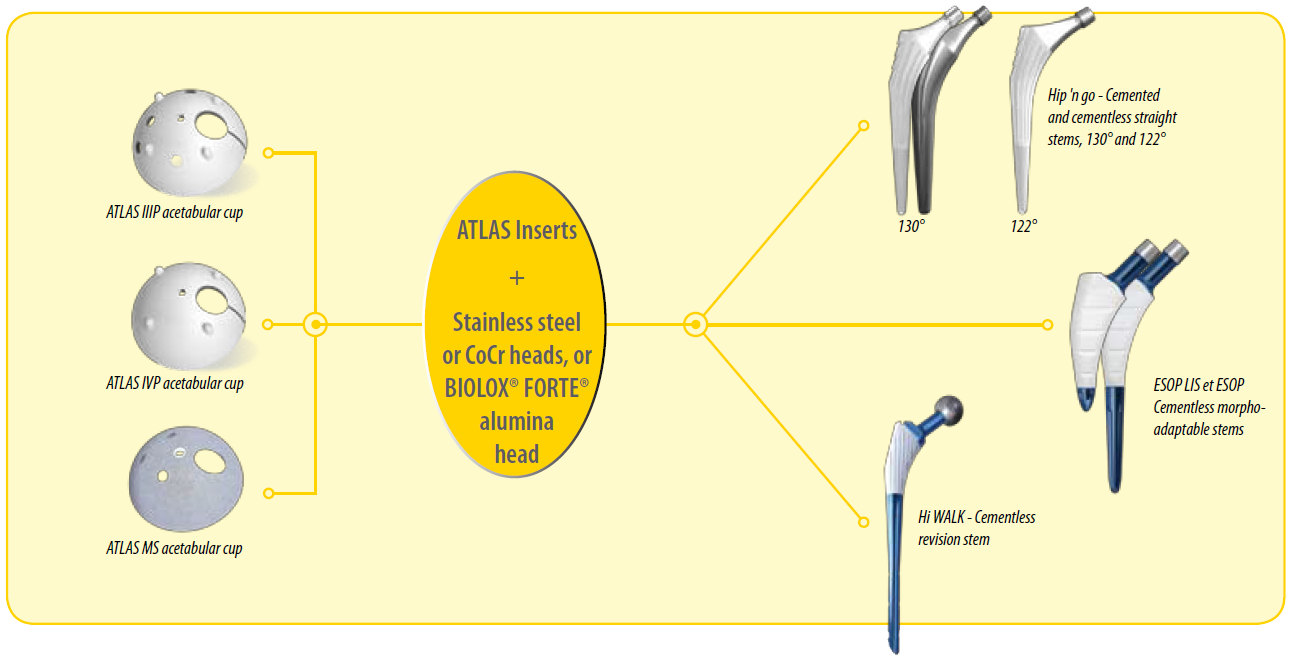 ATLAS IIIP acetabular cup
ATLAS IVP acetabular cup
ATLAS MS acetabular cup
ATLAS Inserts
+
Stainless steel
or CoCr heads, or
BIOLOX® FORTE®
alumina
head
Hip 'n go - Cemented
and cementless straight
stems, 130° and 122°
130°
122°
ESOP LIS et ESOP
Cementless morpho-
adaptable stems
Hi WALK - Cementless
revision stem